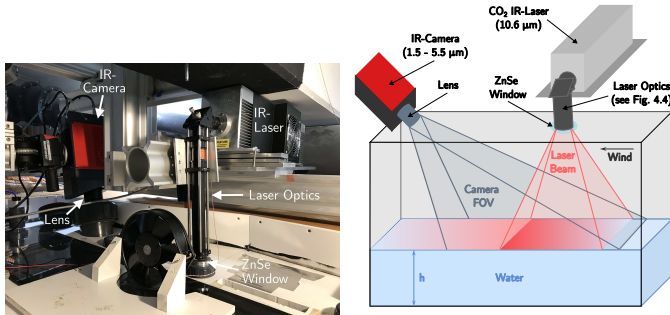 IR-
Camera
IR-
Laser
Laser Optics
Lens
ZnSe
Window
CO₂ IR-Laser
(10.6 µm)
IR-Camera
(1.5 - 5.5 µm)
Lens
ZnSe
Window
Laser Optics
(see Fig. 4.4)
Laser
Beam
Wind
Camera
FOV
h
Water